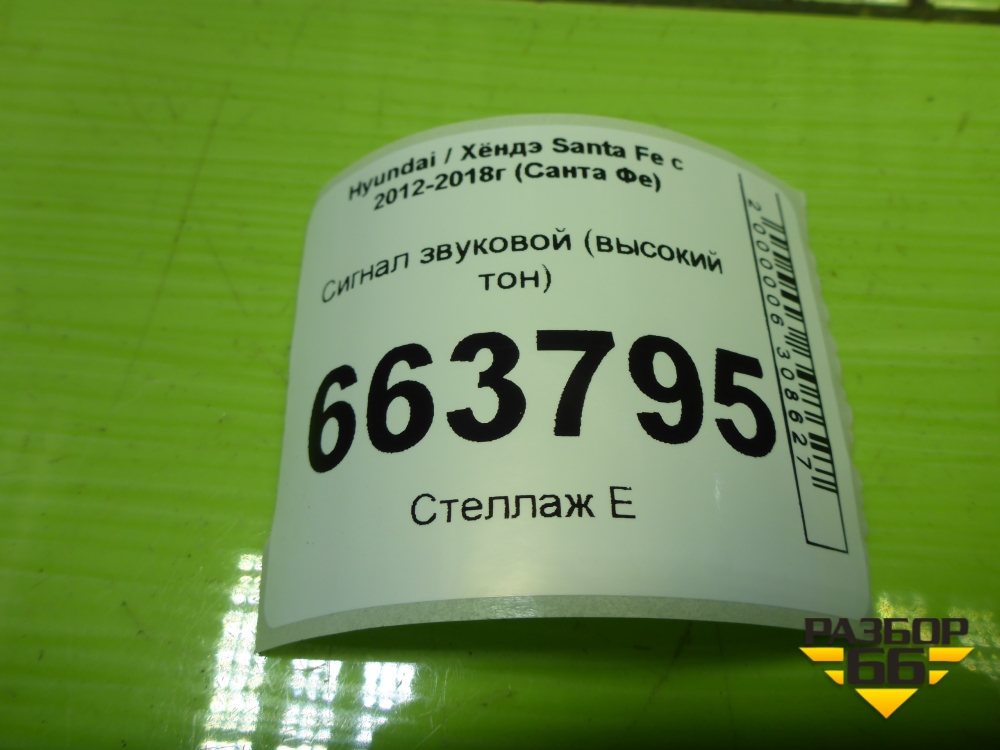 Hyundai / Хёндэ Santa Fe с
2012-2018г (Санта Фе)
Сигнал звуковой (высокий
тон)
663795
Стеллаж Е
2000006308627
РАЗБОР
66